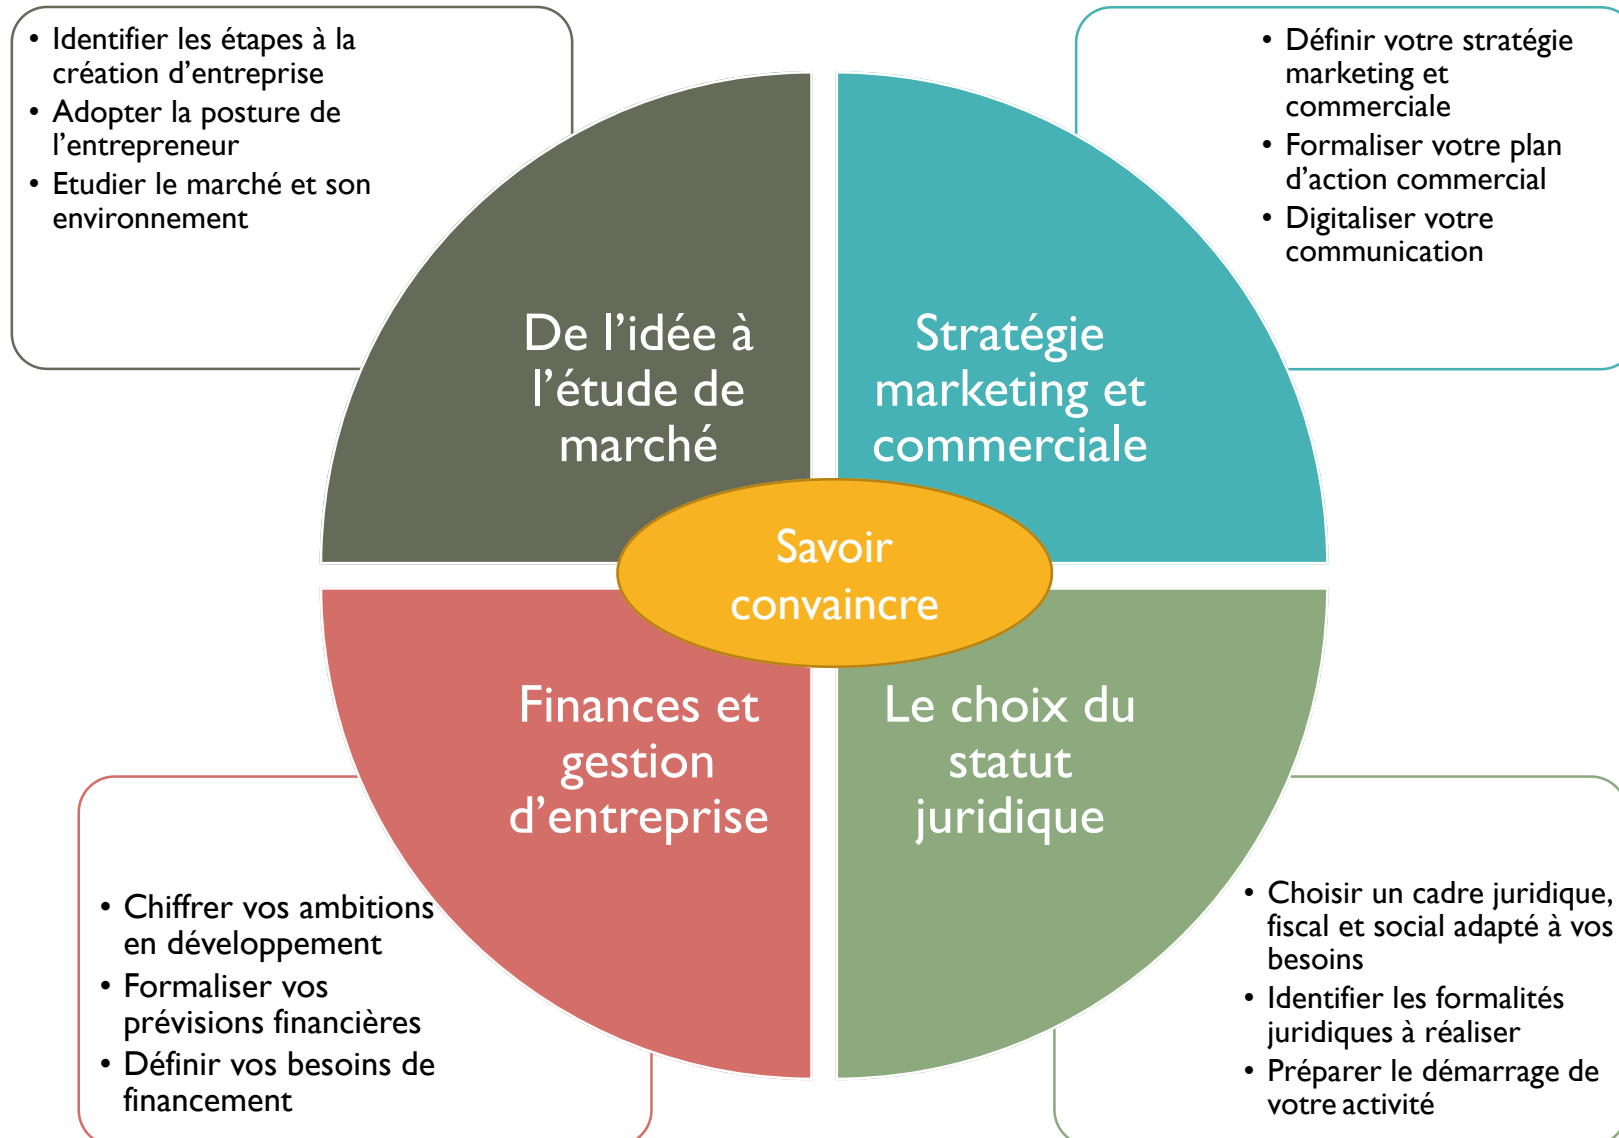 • Identifier les étapes à la
création d’entreprise
• Adopter la posture de
l’entrepreneur
• Etudier le marché et son
environnement
• Définir votre stratégie
marketing et
commerciale
• Formaliser votre plan
d’action commercial
• Digitaliser votre
communication
De l’idée à
l’étude de
marché
Stratégie
marketing et
commerciale
Savoir
convaincre
Finances et
gestion
d’entreprise
Le choix du
statut
juridique
• Chiffrer vos ambitions
en développement
• Formaliser vos
prévisions financières
• Définir vos besoins de
financement
• Choisir un cadre juridique,
fiscal et social adapté à vos
besoins
• Identifier les formalités
juridiques à réaliser
• Préparer le démarrage de
votre activité